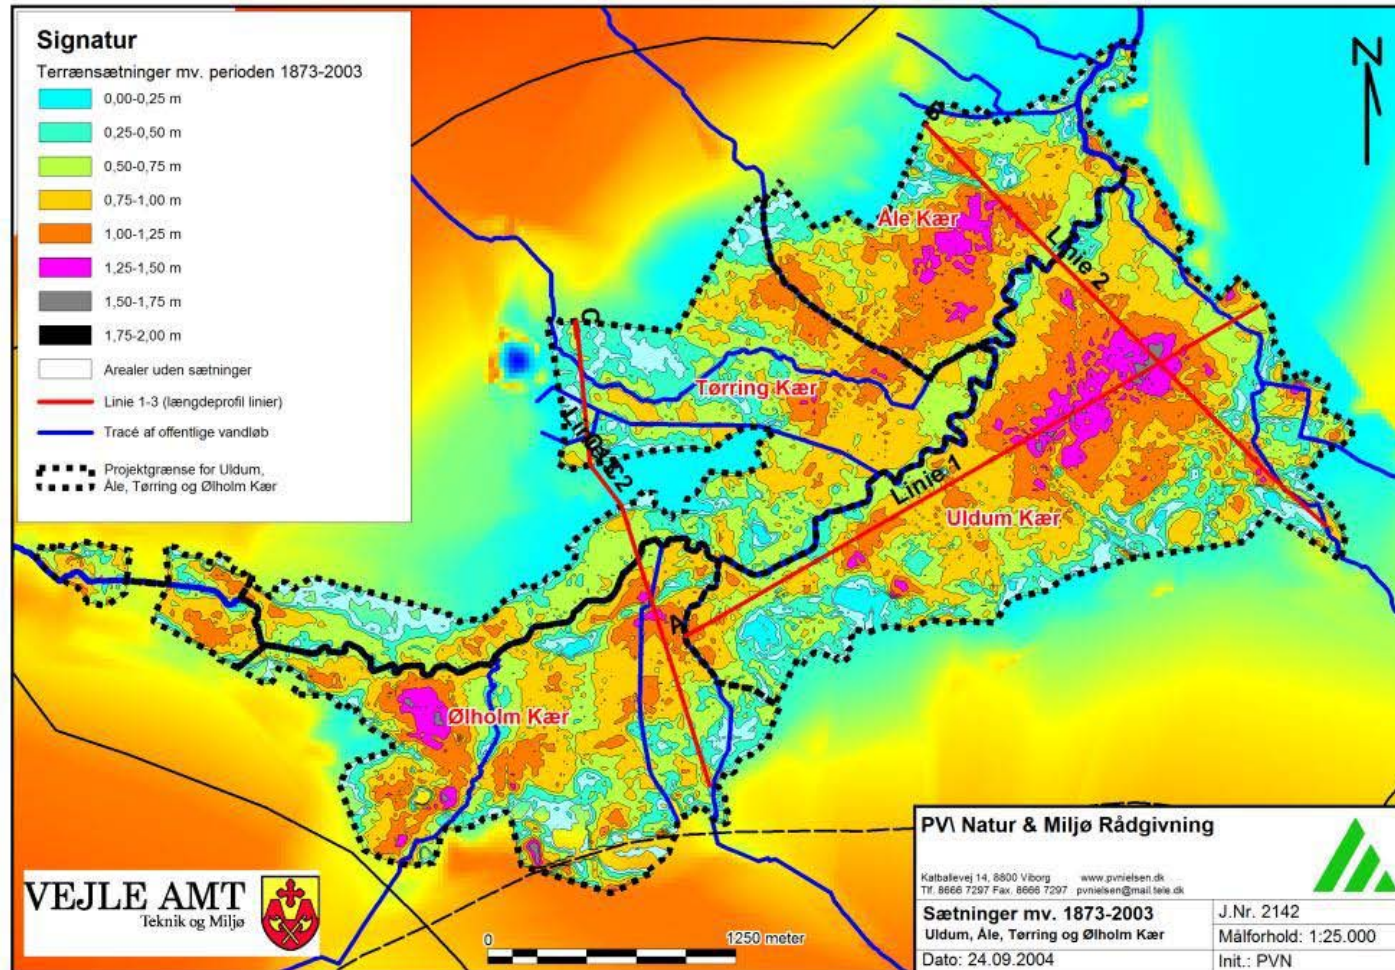 Signatur
Terrænsætninger mv. perioden 1873-2003
0,00-0,25 m
0,25-0,50 m
0,50-0,75 m
0,75-1,00 m
1,00-1,25 m
1,25-1,50 m
1,50-1,75 m
1,75-2,00 m
Arealer uden sætninger
Linie 1-3 (længdeprofil linier)
Tracé af offentlige vandløb
Projektgrænse for Uldum,
Åle, Tørring og Ølholm Kær
N
B
Åle Kær
Linie 2
C
Tørring Kær
Linie 1
Uldum Kær
A
Ølholm Kær
VEJLE AMT
Teknik og Miljø
0
1250 meter
PV\ Natur & Miljø Rådgivning
Katballevej 14, 8800 Viborg www.pvnielsen.dk
Tlf. 8666 7297 Fax. 8666 7297 pvnielsen@mail.tele.dk
Sætninger mv. 1873-2003
Uldum, Åle, Tørring og Ølholm Kær
Dato: 24.09.2004
J.Nr. 2142
Målforhold: 1:25.000
Init.: PVN